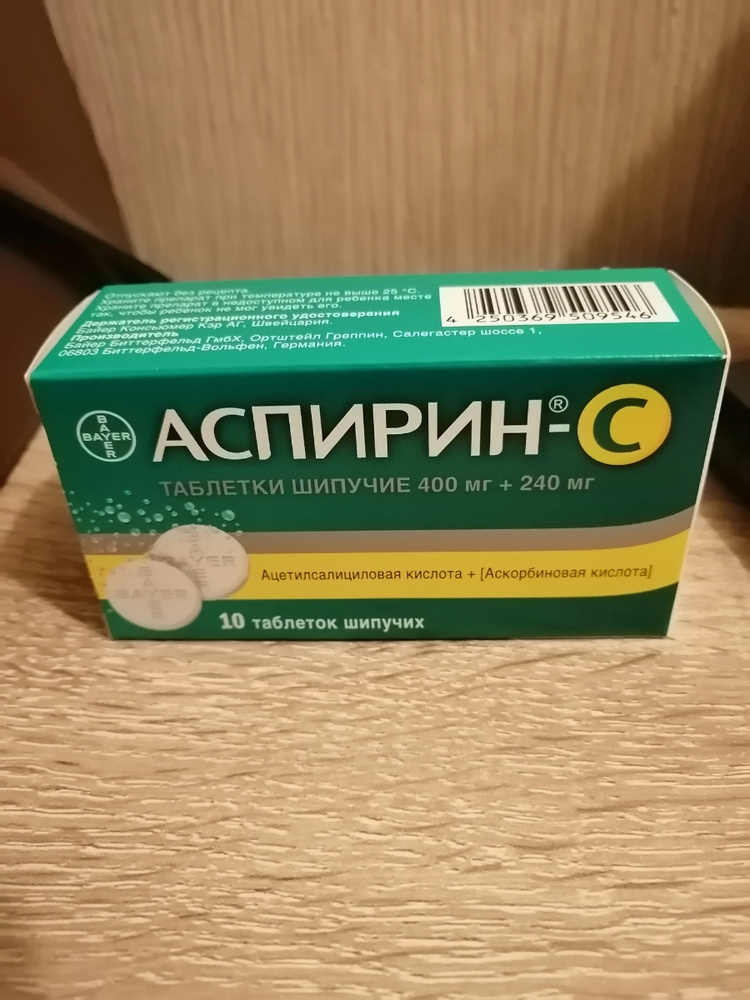 Отпускают без рецепта.
Храните препарат при температуре не выше 25 °C.
Храните препарат в недоступном для ребенка месте
так, чтобы ребенок не мог увидеть его.
Держатель регистрационного удостоверения
Байер Консьюмер Кэр АГ, Швейцария.
Производитель
Байер Биттерфельд ГмбХ, Ортштейл Греппин, Салегастер шоссе 1,
06803 Биттерфельд-Вольфен, Германия.
4 250369 509546
BAYER
BAYER
АСПИРИН®-С
ТАБЛЕТКИ ШИПУЧИЕ 400 мг + 240 мг
Ацетилсалициловая кислота + [Аскорбиновая кислота]
10 таблеток шипучих